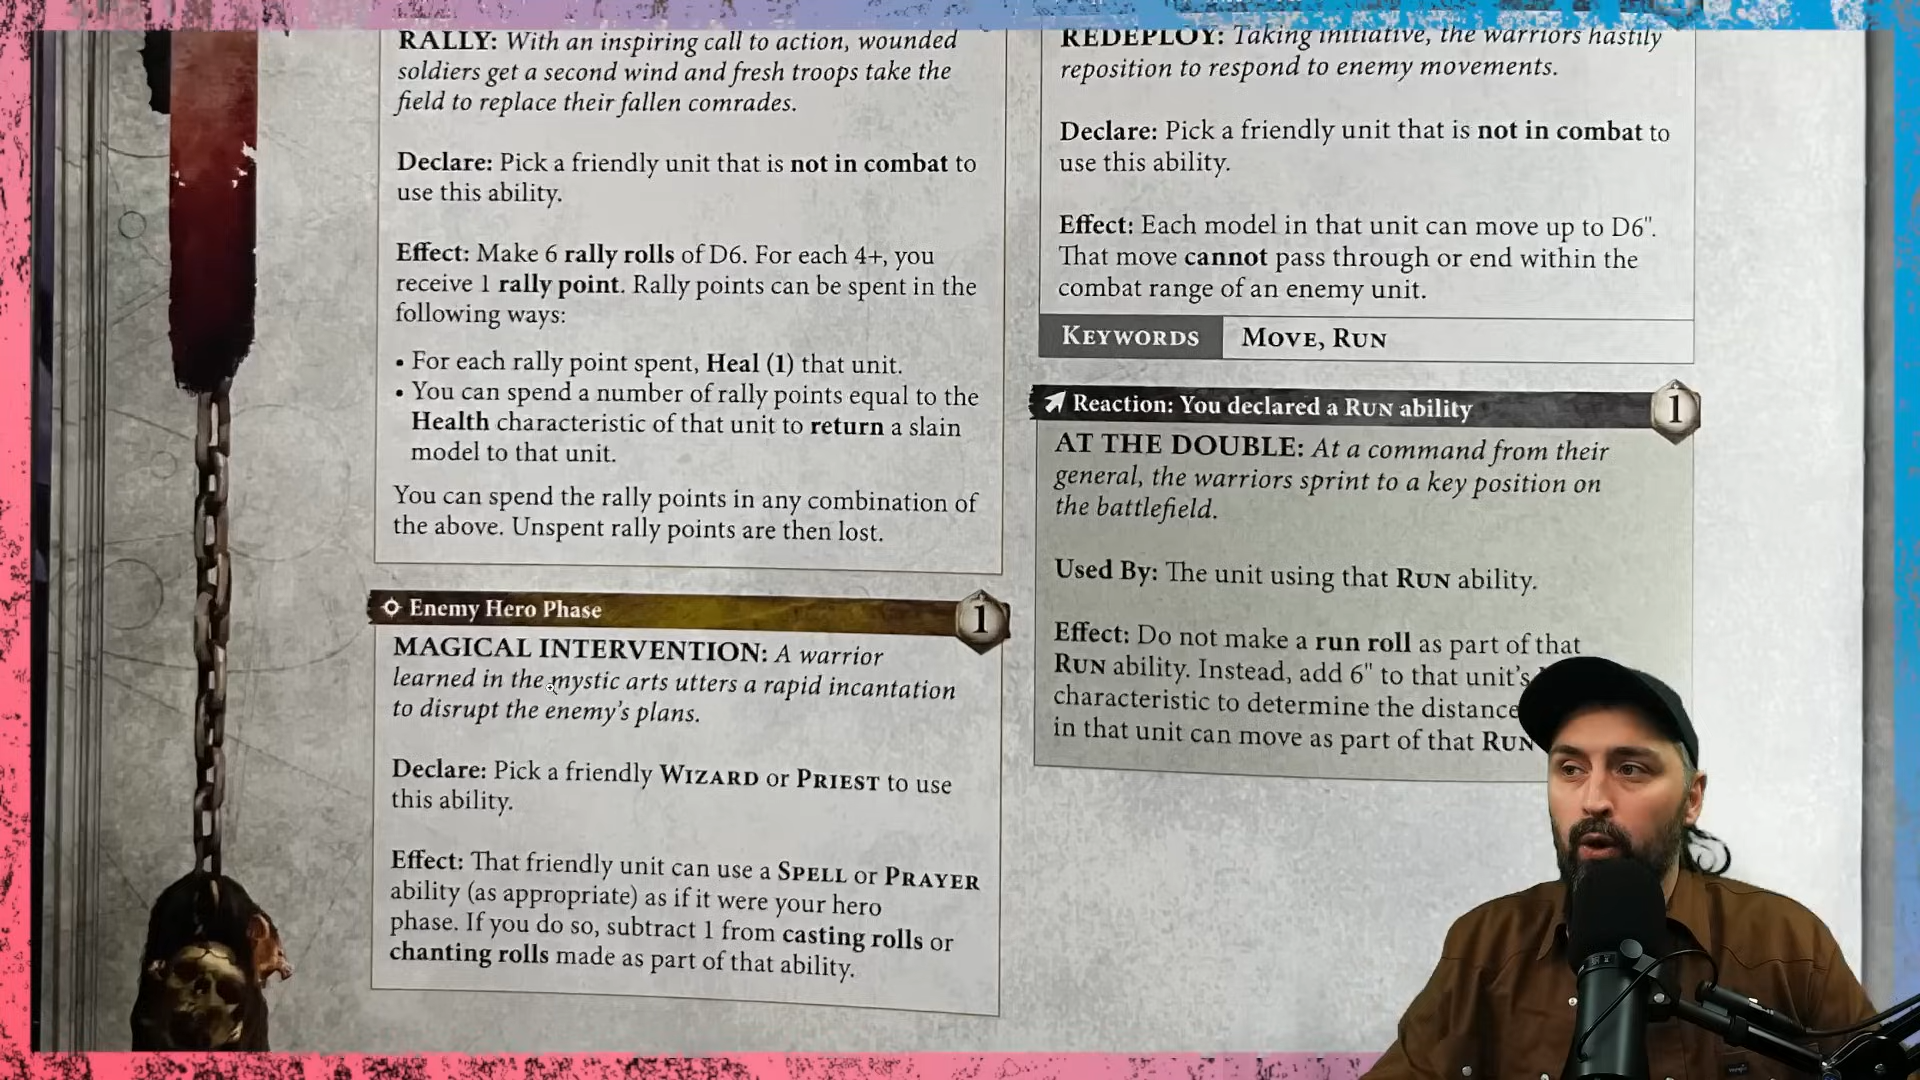 RALLY: With an inspiring call to action, wounded
soldiers get a second wind and fresh troops take the
field to replace their fallen comrades.
Declare: Pick a friendly unit that is not in combat to
use this ability.
Effect: Make 6 rally rolls of D6. For each 4+, you
receive 1 rally point. Rally points can be spent in the
following ways:
• For each rally point spent, Heal (1) that unit.
• You can spend a number of rally points equal to the
Health characteristic of that unit to return a slain
model to that unit.
You can spend the rally points in any combination of
the above. Unspent rally points are then lost.
Enemy Hero Phase 1
MAGICAL INTERVENTION: A warrior
learned in the mystic arts utters a rapid incantation
to disrupt the enemy's plans.
Declare: Pick a friendly WIZARD or PRIEST to use
this ability.
Effect: That friendly unit can use a SPELL or PRAYER
ability (as appropriate) as if it were your hero
phase. If you do so, subtract 1 from casting rolls or
chanting rolls made as part of that ability.
REDEPLOY: Taking initiative, the warriors hastily
reposition to respond to enemy movements.
Declare: Pick a friendly unit that is not in combat to
use this ability.
Effect: Each model in that unit can move up to D6".
That move cannot pass through or end within the
combat range of an enemy unit.
KEYWORDS MOVE, RUN
Reaction: You declared a RUN ability 1
AT THE DOUBLE: At a command from their
general, the warriors sprint to a key position on
the battlefield.
Used By: The unit using that RUN ability.
Effect: Do not make a run roll as part of that
RUN ability. Instead, add 6" to that unit's
characteristic to determine the distance
in that unit can move as part of that RUN